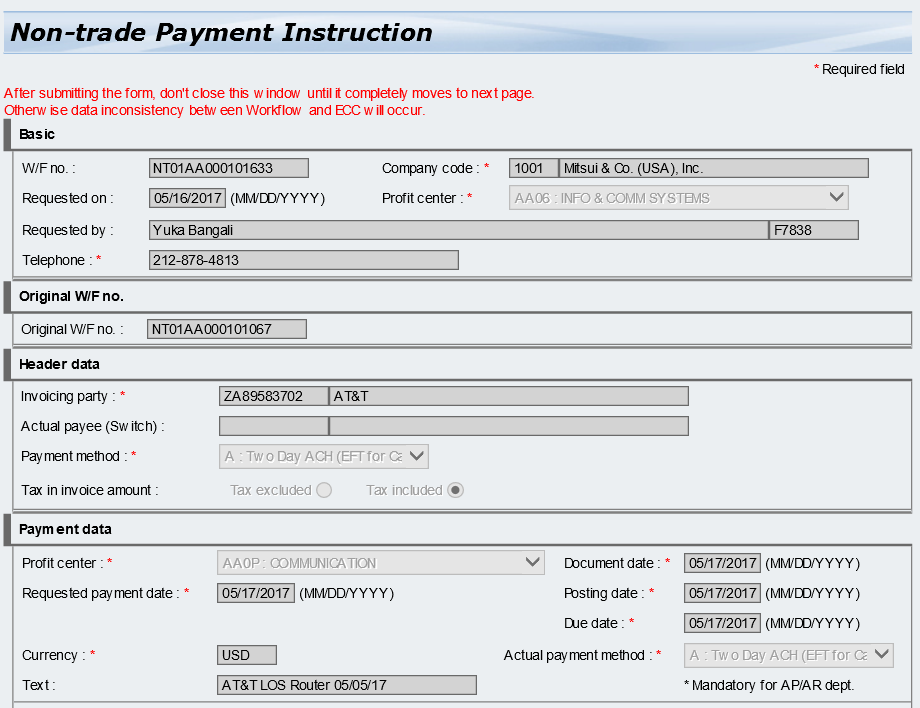 Non-trade Payment Instruction
* Required field
After submitting the form, don't close this window until it completely moves to next page.
Otherwise data inconsistency between Workflow and ECC will occur.
Basic
W/F no. : NT01AA000101633 Company code : * 1001 Mitsui & Co. (USA), Inc.
Requested on : 05/16/2017 (MM/DD/YYYY) Profit center : * AA06 : INFO & COMM SYSTEMS
Requested by : Yuka Bangali F7838
Telephone : * 212-878-4813
Original W/F no.
Original W/F no. : NT01AA000101067
Header data
Invoicing party : * ZA89583702 AT&T
Actual payee (Switch) :
Payment method : * A : Two Day ACH (EFT for Ca
Tax in invoice amount : Tax excluded Tax included
Payment data
Profit center : * AA0P : COMMUNICATION Document date : * 05/17/2017 (MM/DD/YYYY)
Requested payment date : * 05/17/2017 (MM/DD/YYYY) Posting date : * 05/17/2017 (MM/DD/YYYY)
Due date : * 05/17/2017 (MM/DD/YYYY)
Currency : * USD Actual payment method : * A : Two Day ACH (EFT for Ca
Text : AT&T LOS Router 05/05/17 * Mandatory for AP/AR dept.